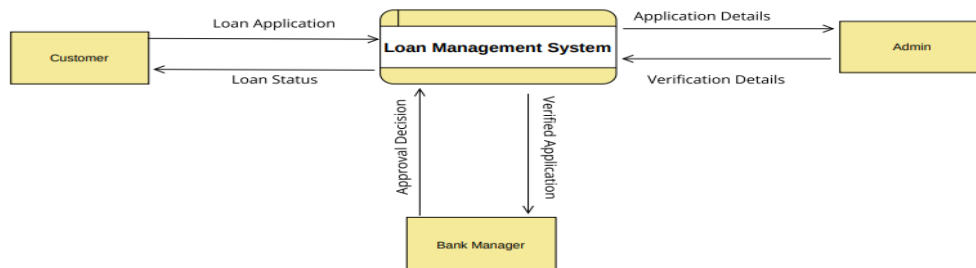 Loan Application
Application Details
Customer
Loan Management System
Admin
Loan Status
Verification Details
Approval Decision
Verified Application
Bank Manager